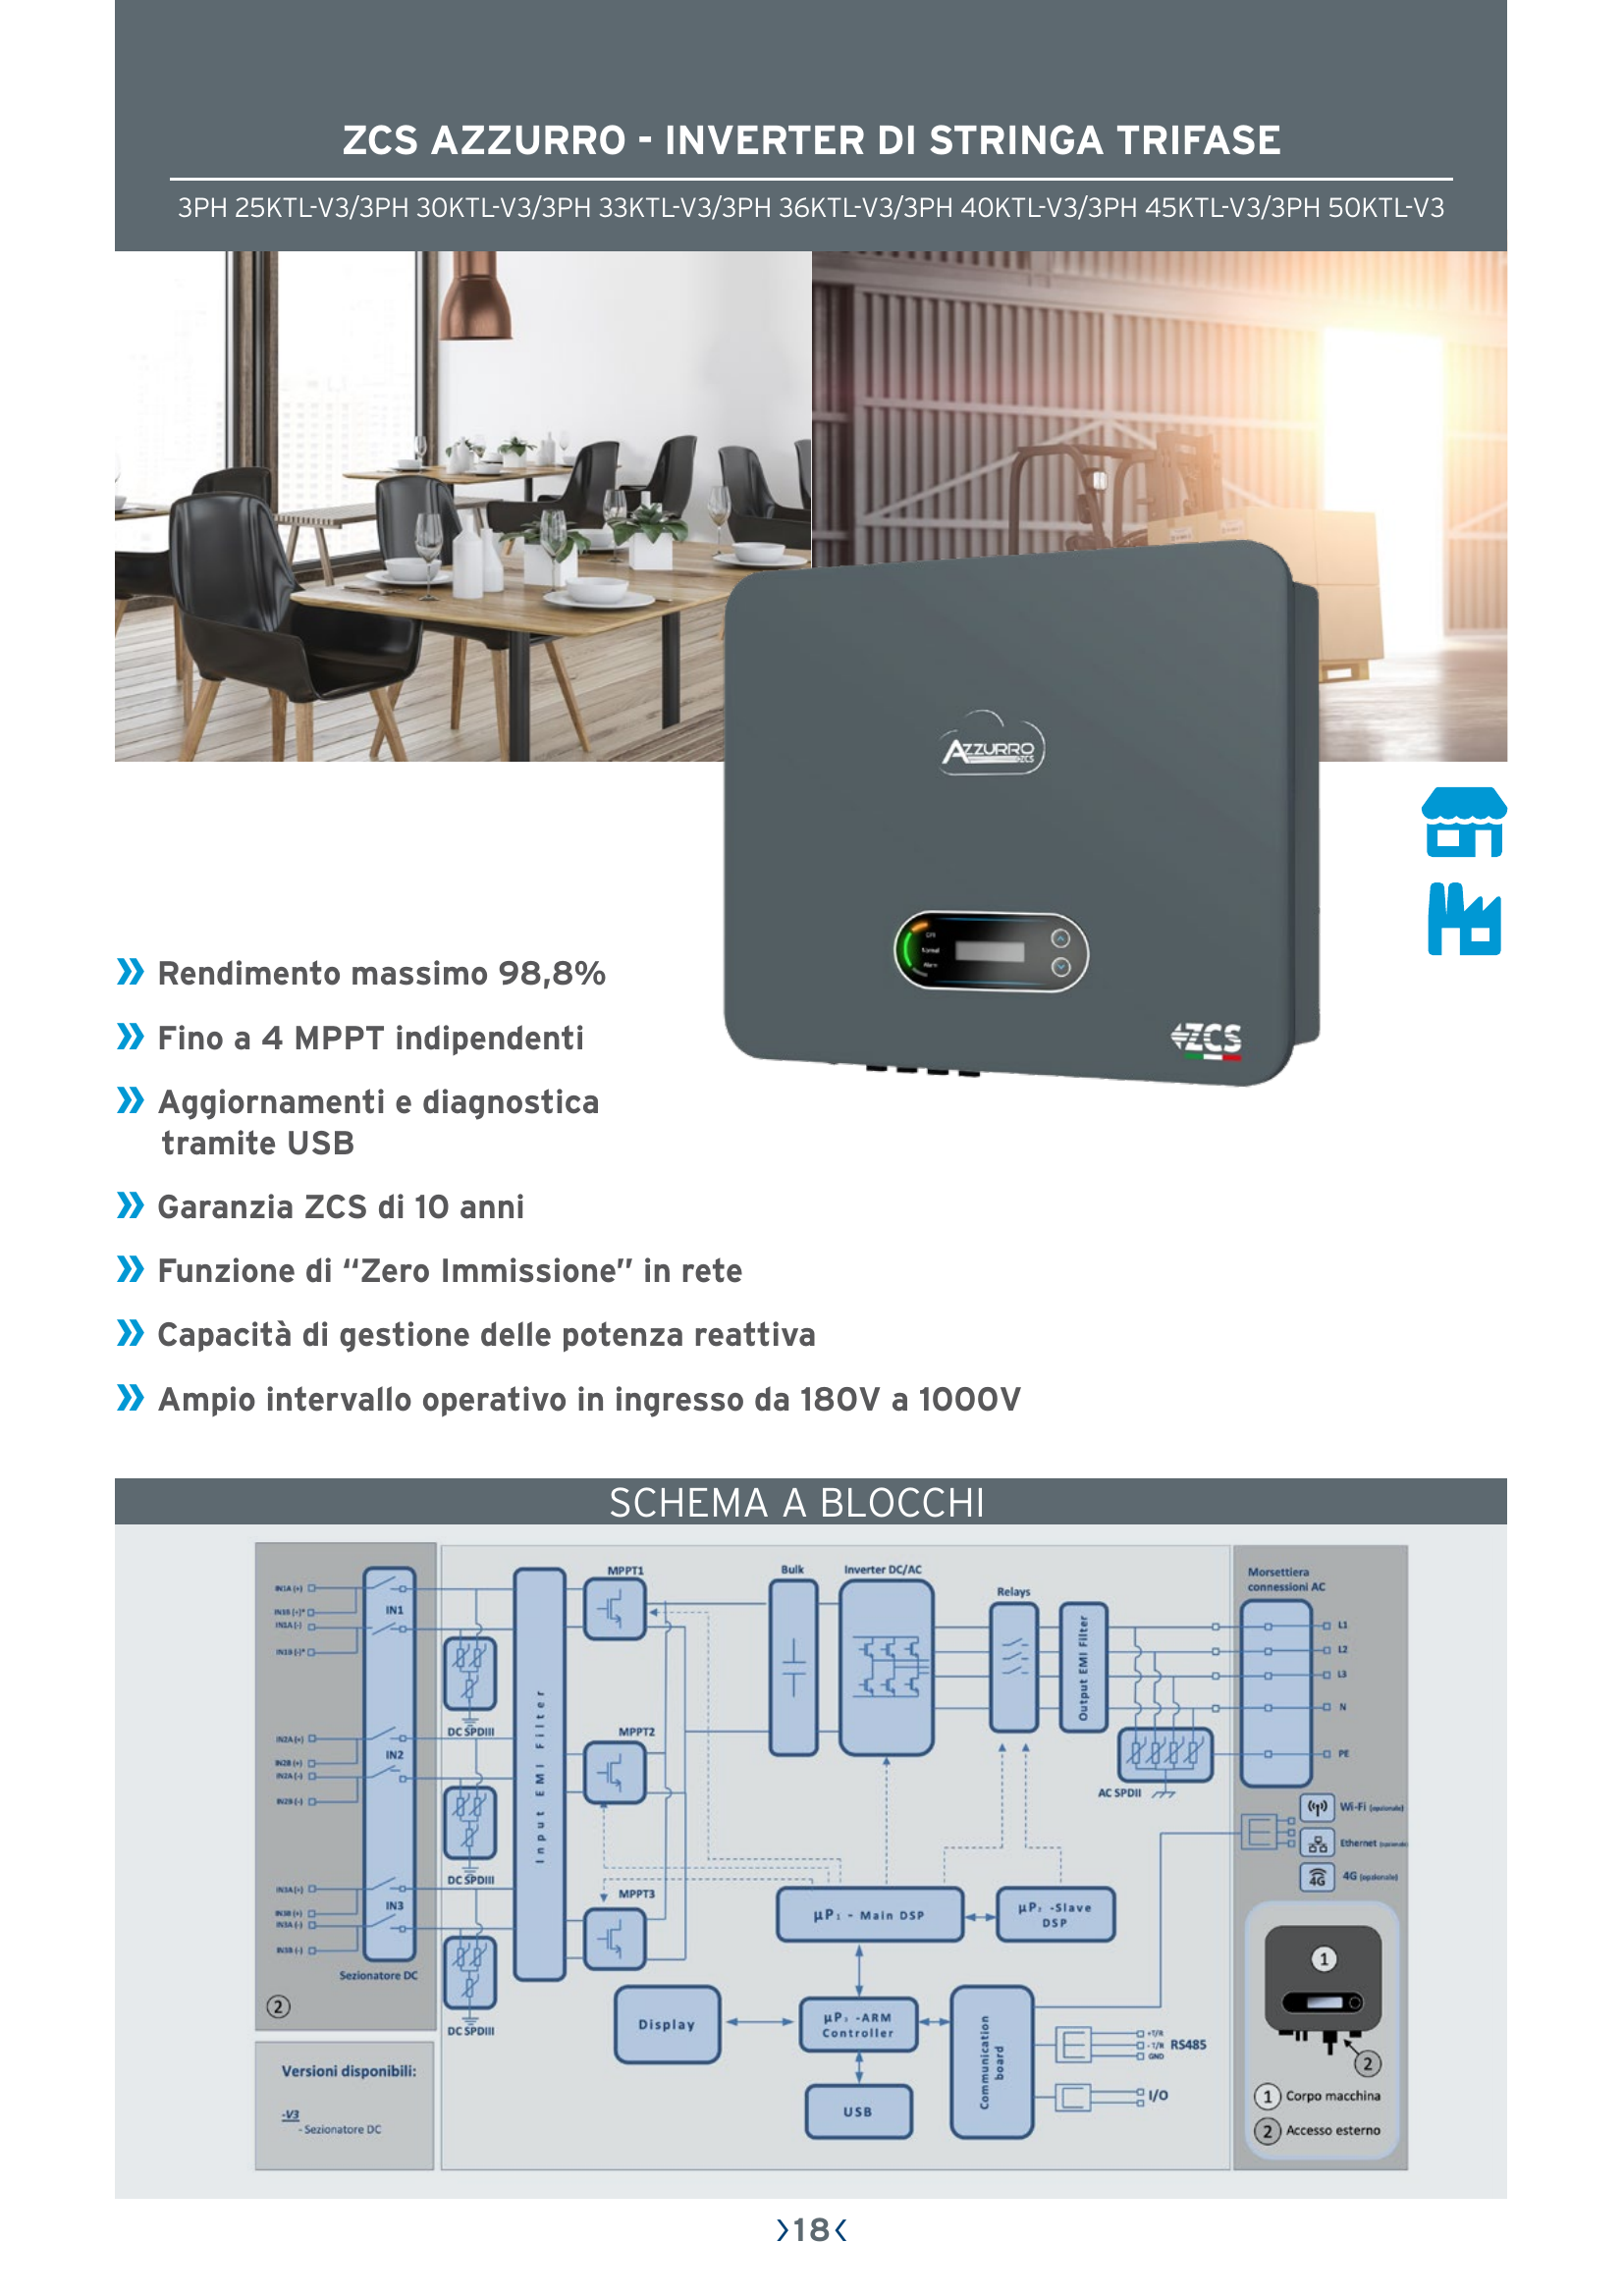 ZCS AZZURRO - INVERTER DI STRINGA TRIFASE
3PH 25KTL-V3/3PH 30KTL-V3/3PH 33KTL-V3/3PH 36KTL-V3/3PH 40KTL-V3/3PH 45KTL-V3/3PH 50KTL-V3
AZZURRO
ZCS
ZCS
» Rendimento massimo 98,8%
» Fino a 4 MPPT indipendenti
» Aggiornamenti e diagnostica
tramite USB
» Garanzia ZCS di 10 anni
» Funzione di “Zero Immissione” in rete
» Capacità di gestione delle potenza reattiva
» Ampio intervallo operativo in ingresso da 180V a 1000V
SCHEMA A BLOCCHI
MPPT1
Bulk
Inverter DC/AC
Relays
Morsettiera
connessioni AC
IN1A (+)
IN1B (+)*
IN1A (-)
IN1B (-)*
IN1
DC SPDIII
Input EMI Filter
Output EMI Filter
L1
L2
L3
N
PE
AC SPDII
IN2A (+)
IN2B (+)
IN2A (-)
IN2B (-)
IN2
DC SPDIII
MPPT2
Wi-Fi (opzionale)
Ethernet
4G
4G (opzionale)
IN3A (+)
IN3B (+)
IN3A (-)
IN3B (-)
IN3
Sezionatore DC
2
DC SPDIII
MPPT3
µP1 - Main DSP
µP2 -Slave
DSP
Display
µP3 -ARM
Controller
USB
Communication
board
+T/R
- T/R
GND
RS485
I/O
1
2
1 Corpo macchina
2 Accesso esterno
Versioni disponibili:
-V3
- Sezionatore DC
›18‹